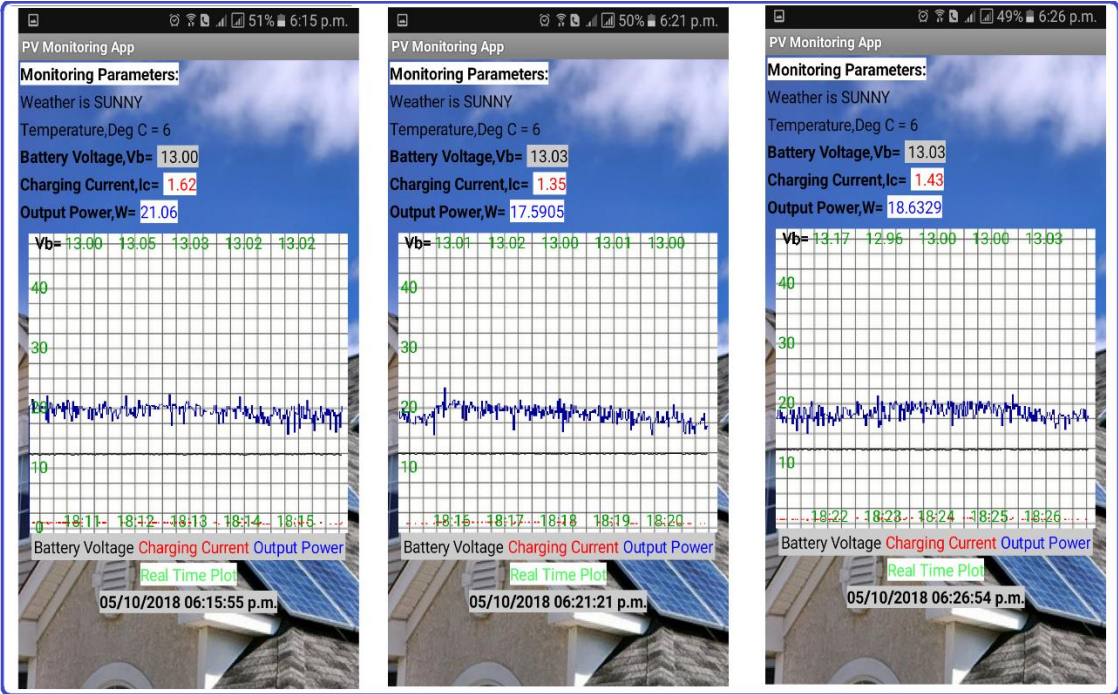 51% 6:15 p.m.
PV Monitoring App
Monitoring Parameters:
Weather is SUNNY
Temperature,Deg C = 6
Battery Voltage,Vb= 13.00
Charging Current,Ic= 1.62
Output Power,W= 21.06
Vb= 13.00 13.05 13.03 13.02 13.02
40
30
20
10
0
18:11 18:12 18:13 18:14 18:15
Battery Voltage Charging Current Output Power
Real Time Plot
05/10/2018 06:15:55 p.m.
50% 6:21 p.m.
PV Monitoring App
Monitoring Parameters:
Weather is SUNNY
Temperature,Deg C = 6
Battery Voltage,Vb= 13.03
Charging Current,Ic= 1.35
Output Power,W= 17.5905
Vb= 13.01 13.02 13.00 13.01 13.00
40
30
20
10
18:16 18:17 18:18 18:19 18:20
Battery Voltage Charging Current Output Power
Real Time Plot
05/10/2018 06:21:21 p.m.
49% 6:26 p.m.
PV Monitoring App
Monitoring Parameters:
Weather is SUNNY
Temperature,Deg C = 6
Battery Voltage,Vb= 13.03
Charging Current,Ic= 1.43
Output Power,W= 18.6329
Vb= 13.17 12.96 13.00 13.00 13.03
40
30
20
10
18:22 18:23 18:24 18:25 18:26
Battery Voltage Charging Current Output Power
Real Time Plot
05/10/2018 06:26:54 p.m.